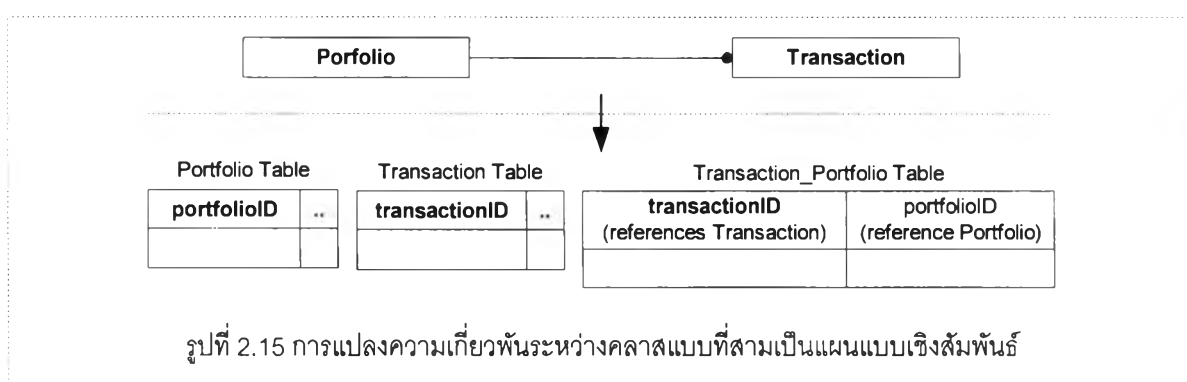 Porfolio
Transaction
Portfolio Table
Transaction Table
Transaction_Portfolio Table
portfolioID ..
transactionID ..
transactionID
(references Transaction)
portfolioID
(reference Portfolio)
รูปที่ 2.15 การแปลงความเกี่ยวพันระหว่างคลาสแบบที่สามเป็นแผนแบบเชิงสัมพันธ์